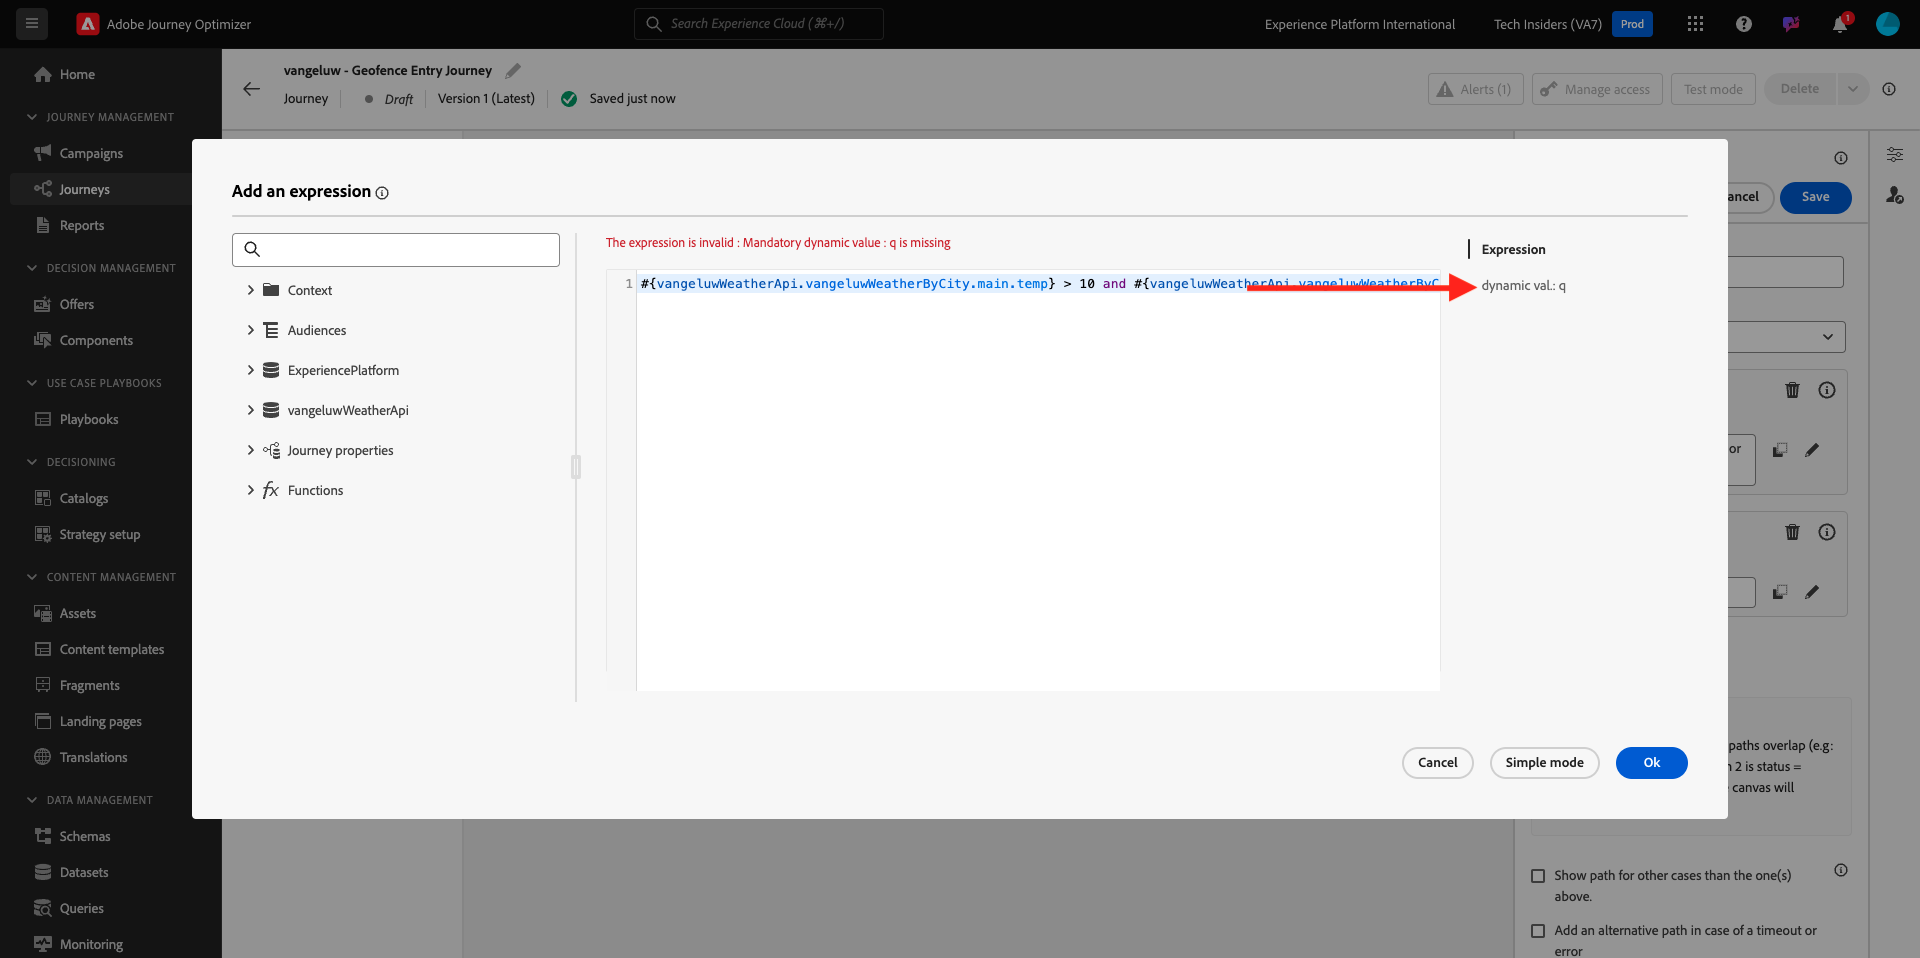 Adobe Journey Optimizer
Search Experience Cloud (⌘+/)
Experience Platform International
Tech Insiders (VA7)
Prod
1
Home
JOURNEY MANAGEMENT
Campaigns
Journeys
Reports
DECISION MANAGEMENT
Offers
Components
USE CASE PLAYBOOKS
Playbooks
DECISIONING
Catalogs
Strategy setup
CONTENT MANAGEMENT
Assets
Content templates
Fragments
Landing pages
Translations
DATA MANAGEMENT
Schemas
Datasets
Queries
Monitoring
vangeluw - Geofence Entry Journey
Journey
Draft
Version 1 (Latest)
Saved just now
Alerts (1)
Manage access
Test mode
Delete
Add an expression
Context
Audiences
ExperiencePlatform
vangeluwWeatherApi
Journey properties
fx Functions
The expression is invalid : Mandatory dynamic value : q is missing
1 #{vangeluwWeatherApi.vangeluwWeatherByCity.main.temp} > 10 and #{vangeluwWeatherApi.vangeluwWeatherByC
Expression
dynamic val.: q
Cancel
Simple mode
Ok
ancel
Save
or
paths overlap (e.g:
2 is status =
canvas will
Show path for other cases than the one(s)
above.
Add an alternative path in case of a timeout or
error